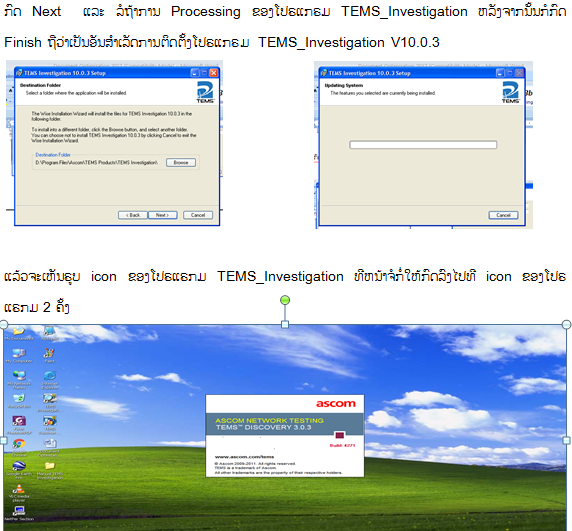 ກົດ Next ແລະ ລໍຖ້າການ Processing ຂອງໂປຣແກຣມ TEMS_Investigation ຫລັງຈາກນັ້ນກໍກົດ
Finish ຖືວ່າເປັນອັນສຳເລັດການຕິດຕັ້ງໂປຣແກຣມ TEMS_Investigation V10.0.3
TEMS Investigation 10.0.3 Setup
Destination Folder
Select a folder where the application will be installed.
TEMS
The Wise Installation Wizard will install the files for TEMS Investigation 10.0.3 in the
following folder.
To install into a different folder, click the Browse button, and select another folder.
You can choose not to install TEMS Investigation 10.0.3 by clicking Cancel to exit the
Wise Installation Wizard.
Destination Folder
D:\Program Files\Ascom\TEMS Products\TEMS Investigation\
Browse
< Back
Next >
Cancel
TEMS Investigation 10.0.3 Setup
Updating System
The features you selected are currently being installed.
TEMS
Cancel
ແລ້ວຈະເຫັນຮູບ icon ຂອງໂປຣແຣກມ TEMS_Investigation ທີ່ຫນ້າຈໍກໍໃຫ້ກົດລົງໄປທີ່ icon ຂອງໂປຣ
ແຣກມ 2 ຄັ້ງ
ascom
ASCOM NETWORK TESTING
TEMS™ DISCOVERY 3.0.3
Build 4271
www.ascom.com/tems
© Ascom 2009-2011. All rights reserved.
TEMS is a trademark of Ascom.
All other trademarks are the property of their respective holders.
My Computer
VLC media
player